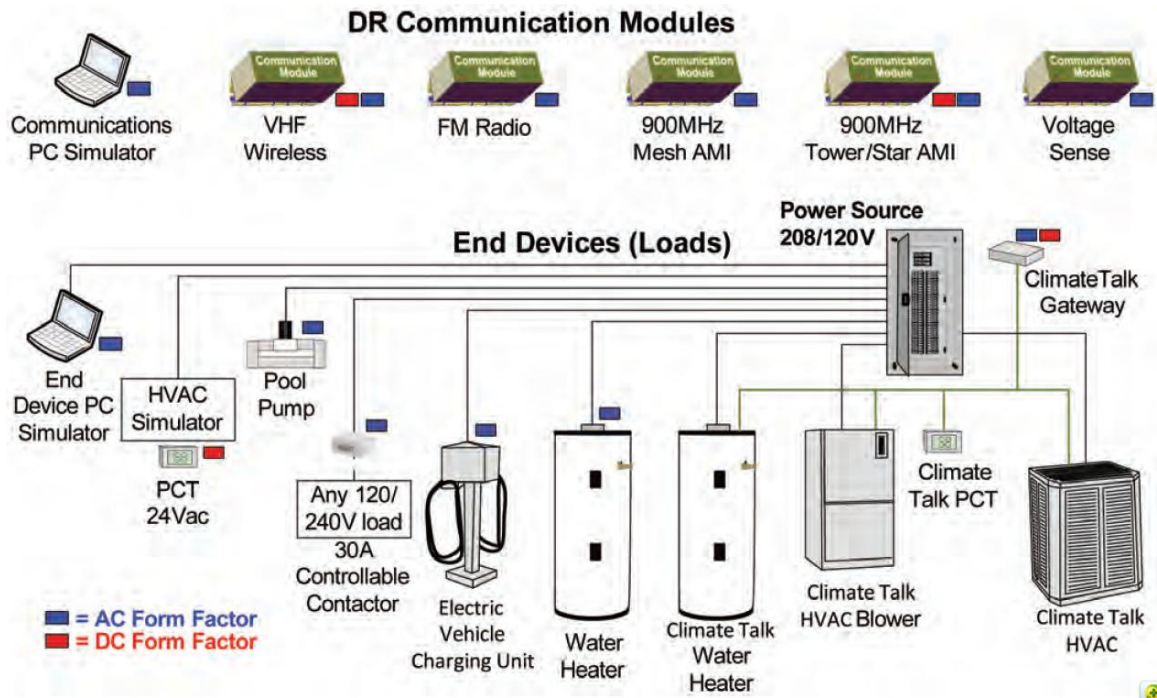 DR Communication Modules
Communication
Module
Communication
Module
Communication
Module
Communication
Module
Communication
Module
Communications
PC Simulator
VHF
Wireless
FM Radio
900MHz
Mesh AMI
900MHz
Tower/Star AMI
Voltage
Sense
End Devices (Loads)
Power Source
208/120V
ClimateTalk
Gateway
End
Device PC
Simulator
HVAC
Simulator
PCT
24Vac
Pool
Pump
Any 120/
240V load
30A
Controllable
Contactor
Electric
Vehicle
Charging Unit
Water
Heater
Climate Talk
Water
Heater
Climate Talk
HVAC Blower
Climate
Talk PCT
Climate Talk
HVAC
= AC Form Factor
= DC Form Factor